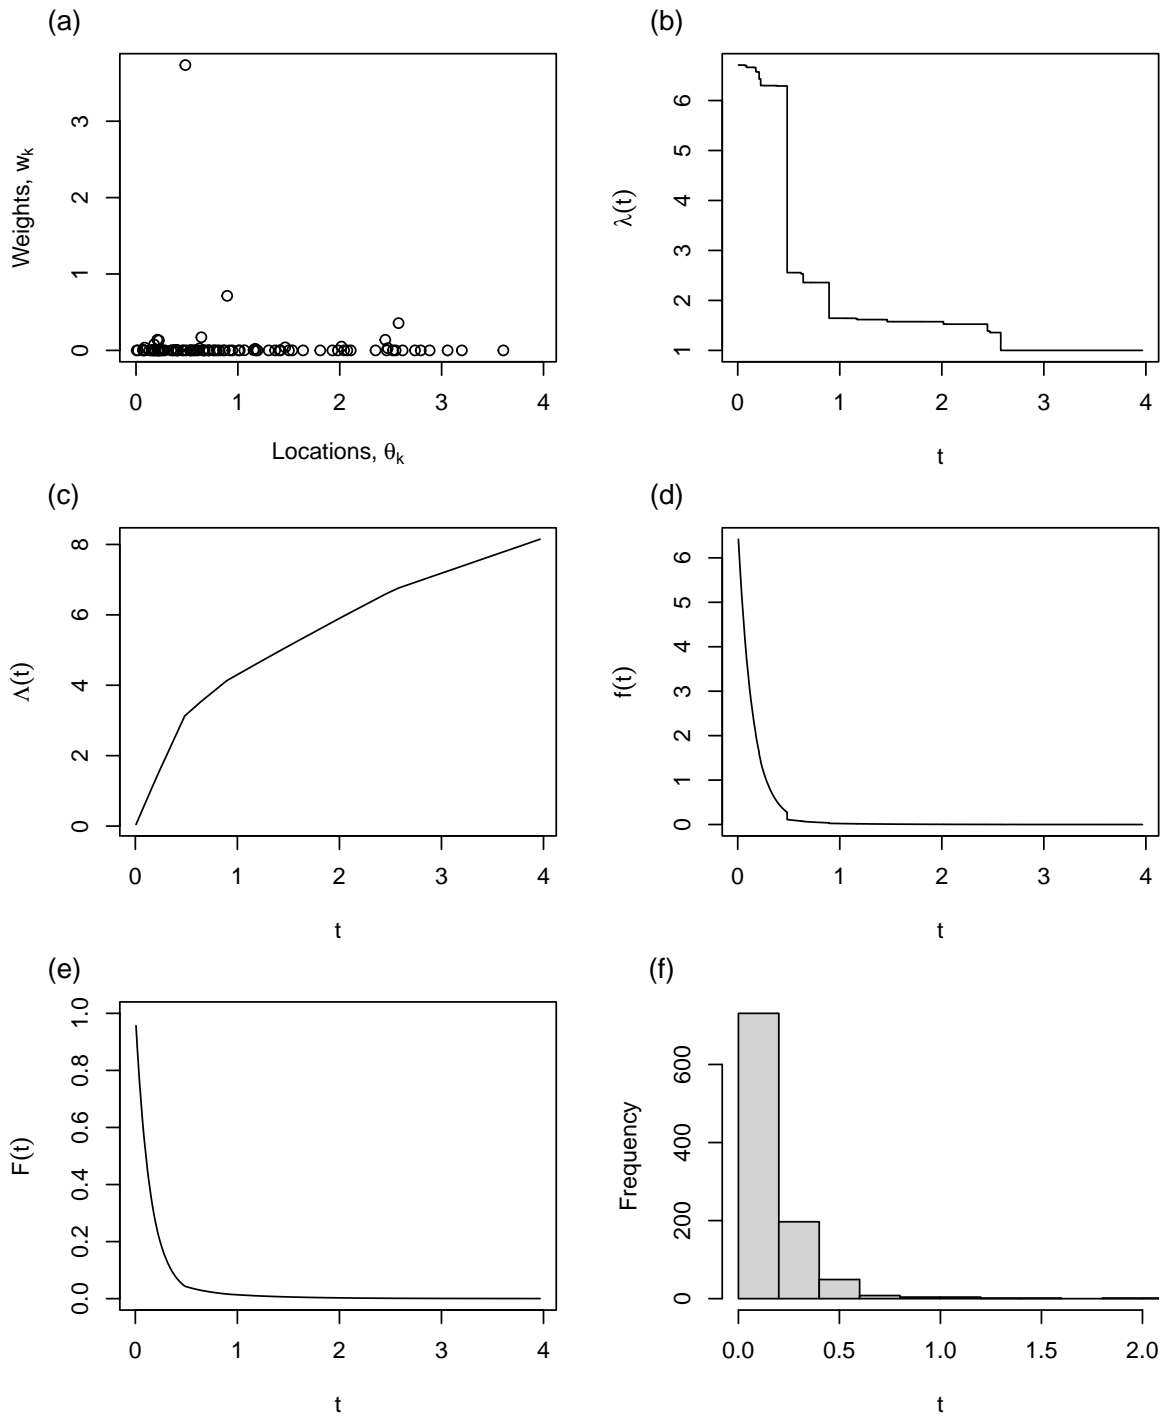 (a)
Weights, wk
0 1 2 3
0 1 2 3 4
Locations, θk
(b)
λ(t)
1 2 3 4 5 6
0 1 2 3 4
t
(c)
Λ(t)
0 2 4 6 8
0 1 2 3 4
t
(d)
f(t)
0 1 2 3 4 5 6
0 1 2 3 4
t
(e)
F(t)
0.0 0.2 0.4 0.6 0.8 1.0
0 1 2 3 4
t
(f)
Frequency
0 200 400 600
0.0 0.5 1.0 1.5 2.0
t